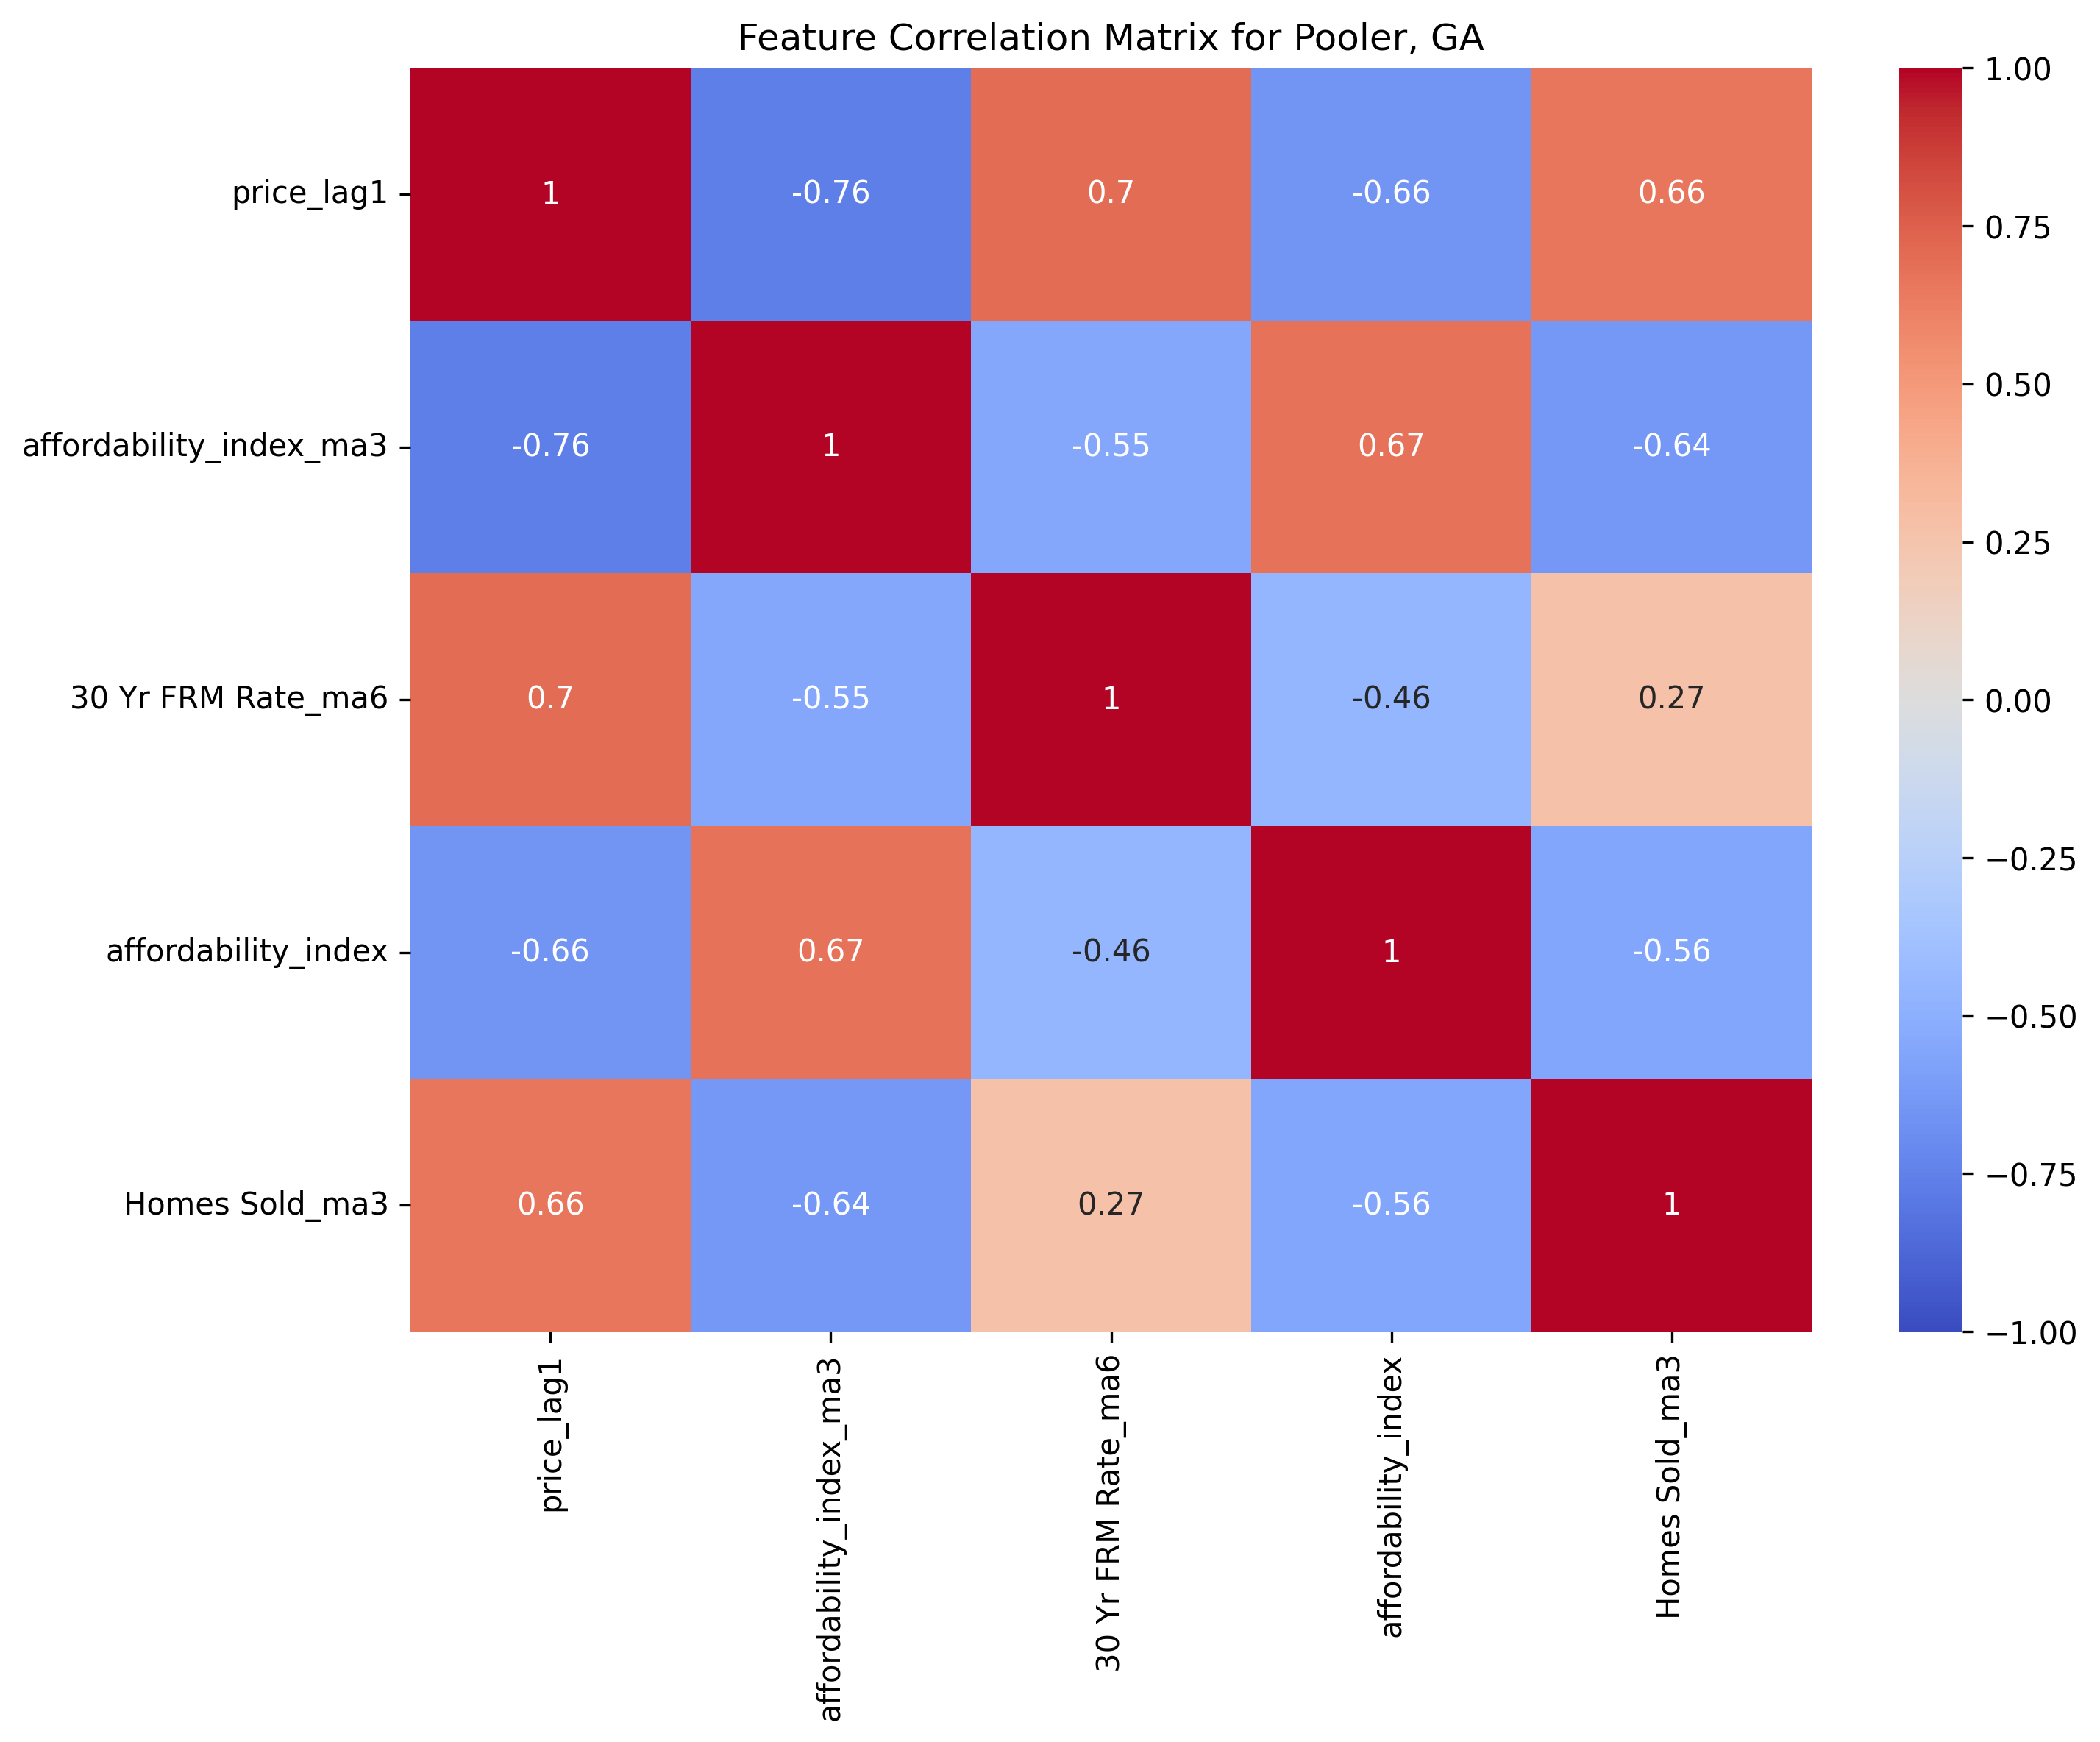 Feature Correlation Matrix for Pooler, GA
price_lag1 1 -0.76 0.7 -0.66 0.66
affordability_index_ma3 -0.76 1 -0.55 0.67 -0.64
30 Yr FRM Rate_ma6 0.7 -0.55 1 -0.46 0.27
affordability_index -0.66 0.67 -0.46 1 -0.56
Homes Sold_ma3 0.66 -0.64 0.27 -0.56 1
price_lag1
affordability_index_ma3
30 Yr FRM Rate_ma6
affordability_index
Homes Sold_ma3
1.00
0.75
0.50
0.25
0.00
−0.25
−0.50
−0.75
−1.00